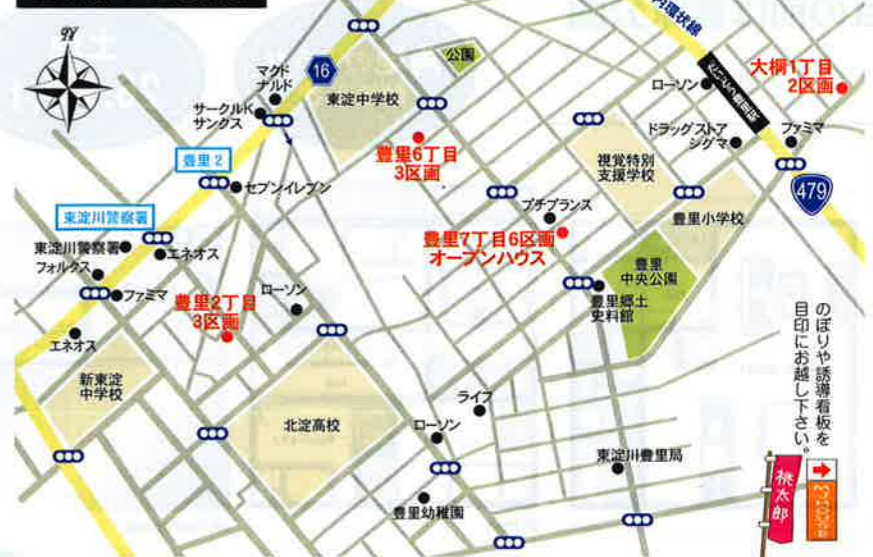 北
内環状線
公園
マクド
ナルド
16
東淀中学校
ローソン
大桐1丁目
2区画
サークルK
サンクス
だいどう豊里駅
豊里6丁目
3区画
ドラッグストア
シグマ
ファミマ
豊里2
視覚特別
支援学校
セブンイレブン
479
プチプランス
豊里小学校
東淀川警察署
豊里7丁目6区画
オープンハウス
東淀川警察署
エネオス
フォルクス
豊里
中央公園
ファミマ
豊里2丁目
3区画
ローソン
豊里郷土
史料館
エネオス
のぼりや誘導看板を
目印にお越し下さい。
新東淀
中学校
ライフ
北淀高校
ローソン
東淀川豊里局
桃太郎
豊里幼稚園